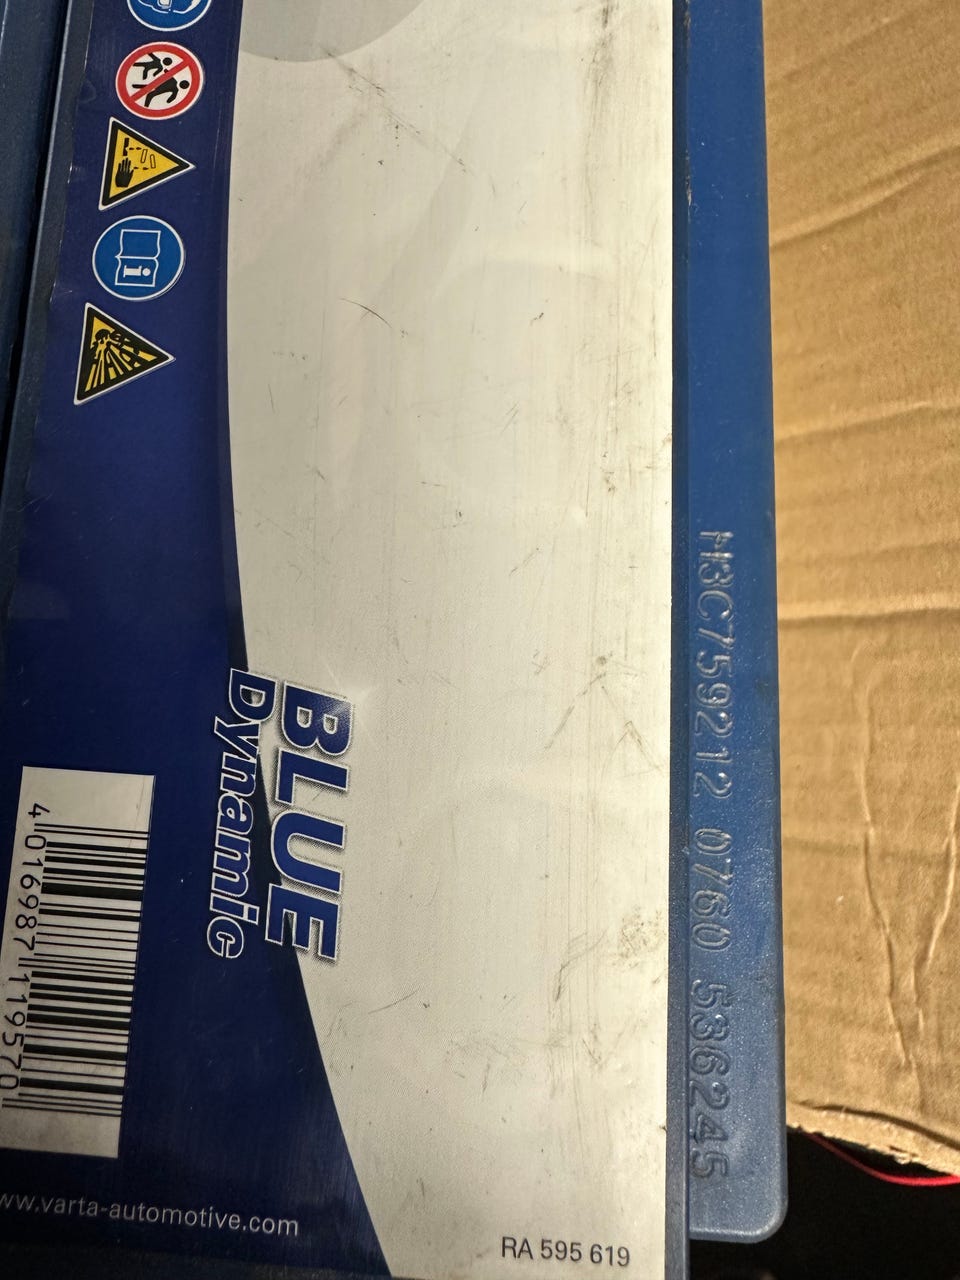 BLUE
Dynamic
4 016987 119570
www.varta-automotive.com
RA 595 619
H3C759212 0760 536245